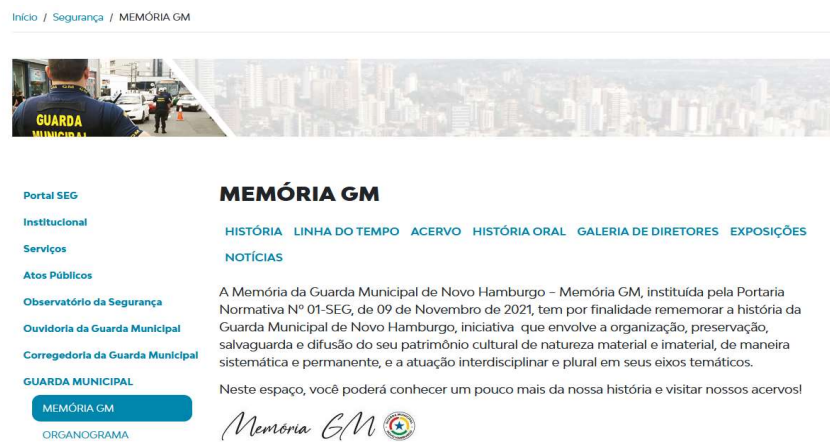 Início / Segurança / MEMÓRIA GM
GUARDA
MUNICIPAL
Portal SEG
Institucional
Serviços
Atos Públicos
Observatório da Segurança
Ouvidoria da Guarda Municipal
Corregedoria da Guarda Municipal
GUARDA MUNICIPAL
MEMÓRIA GM
ORGANOGRAMA
MEMÓRIA GM
HISTÓRIA LINHA DO TEMPO ACERVO HISTÓRIA ORAL GALERIA DE DIRETORES EXPOSIÇÕES
NOTÍCIAS
A Memória da Guarda Municipal de Novo Hamburgo – Memória GM, instituída pela Portaria
Normativa Nº 01-SEG, de 09 de Novembro de 2021, tem por finalidade rememorar a história da
Guarda Municipal de Novo Hamburgo, iniciativa que envolve a organização, preservação,
salvaguarda e difusão do seu patrimônio cultural de natureza material e imaterial, de maneira
sistemática e permanente, e a atuação interdisciplinar e plural em seus eixos temáticos.
Neste espaço, você poderá conhecer um pouco mais da nossa história e visitar nossos acervos!
Memória GM